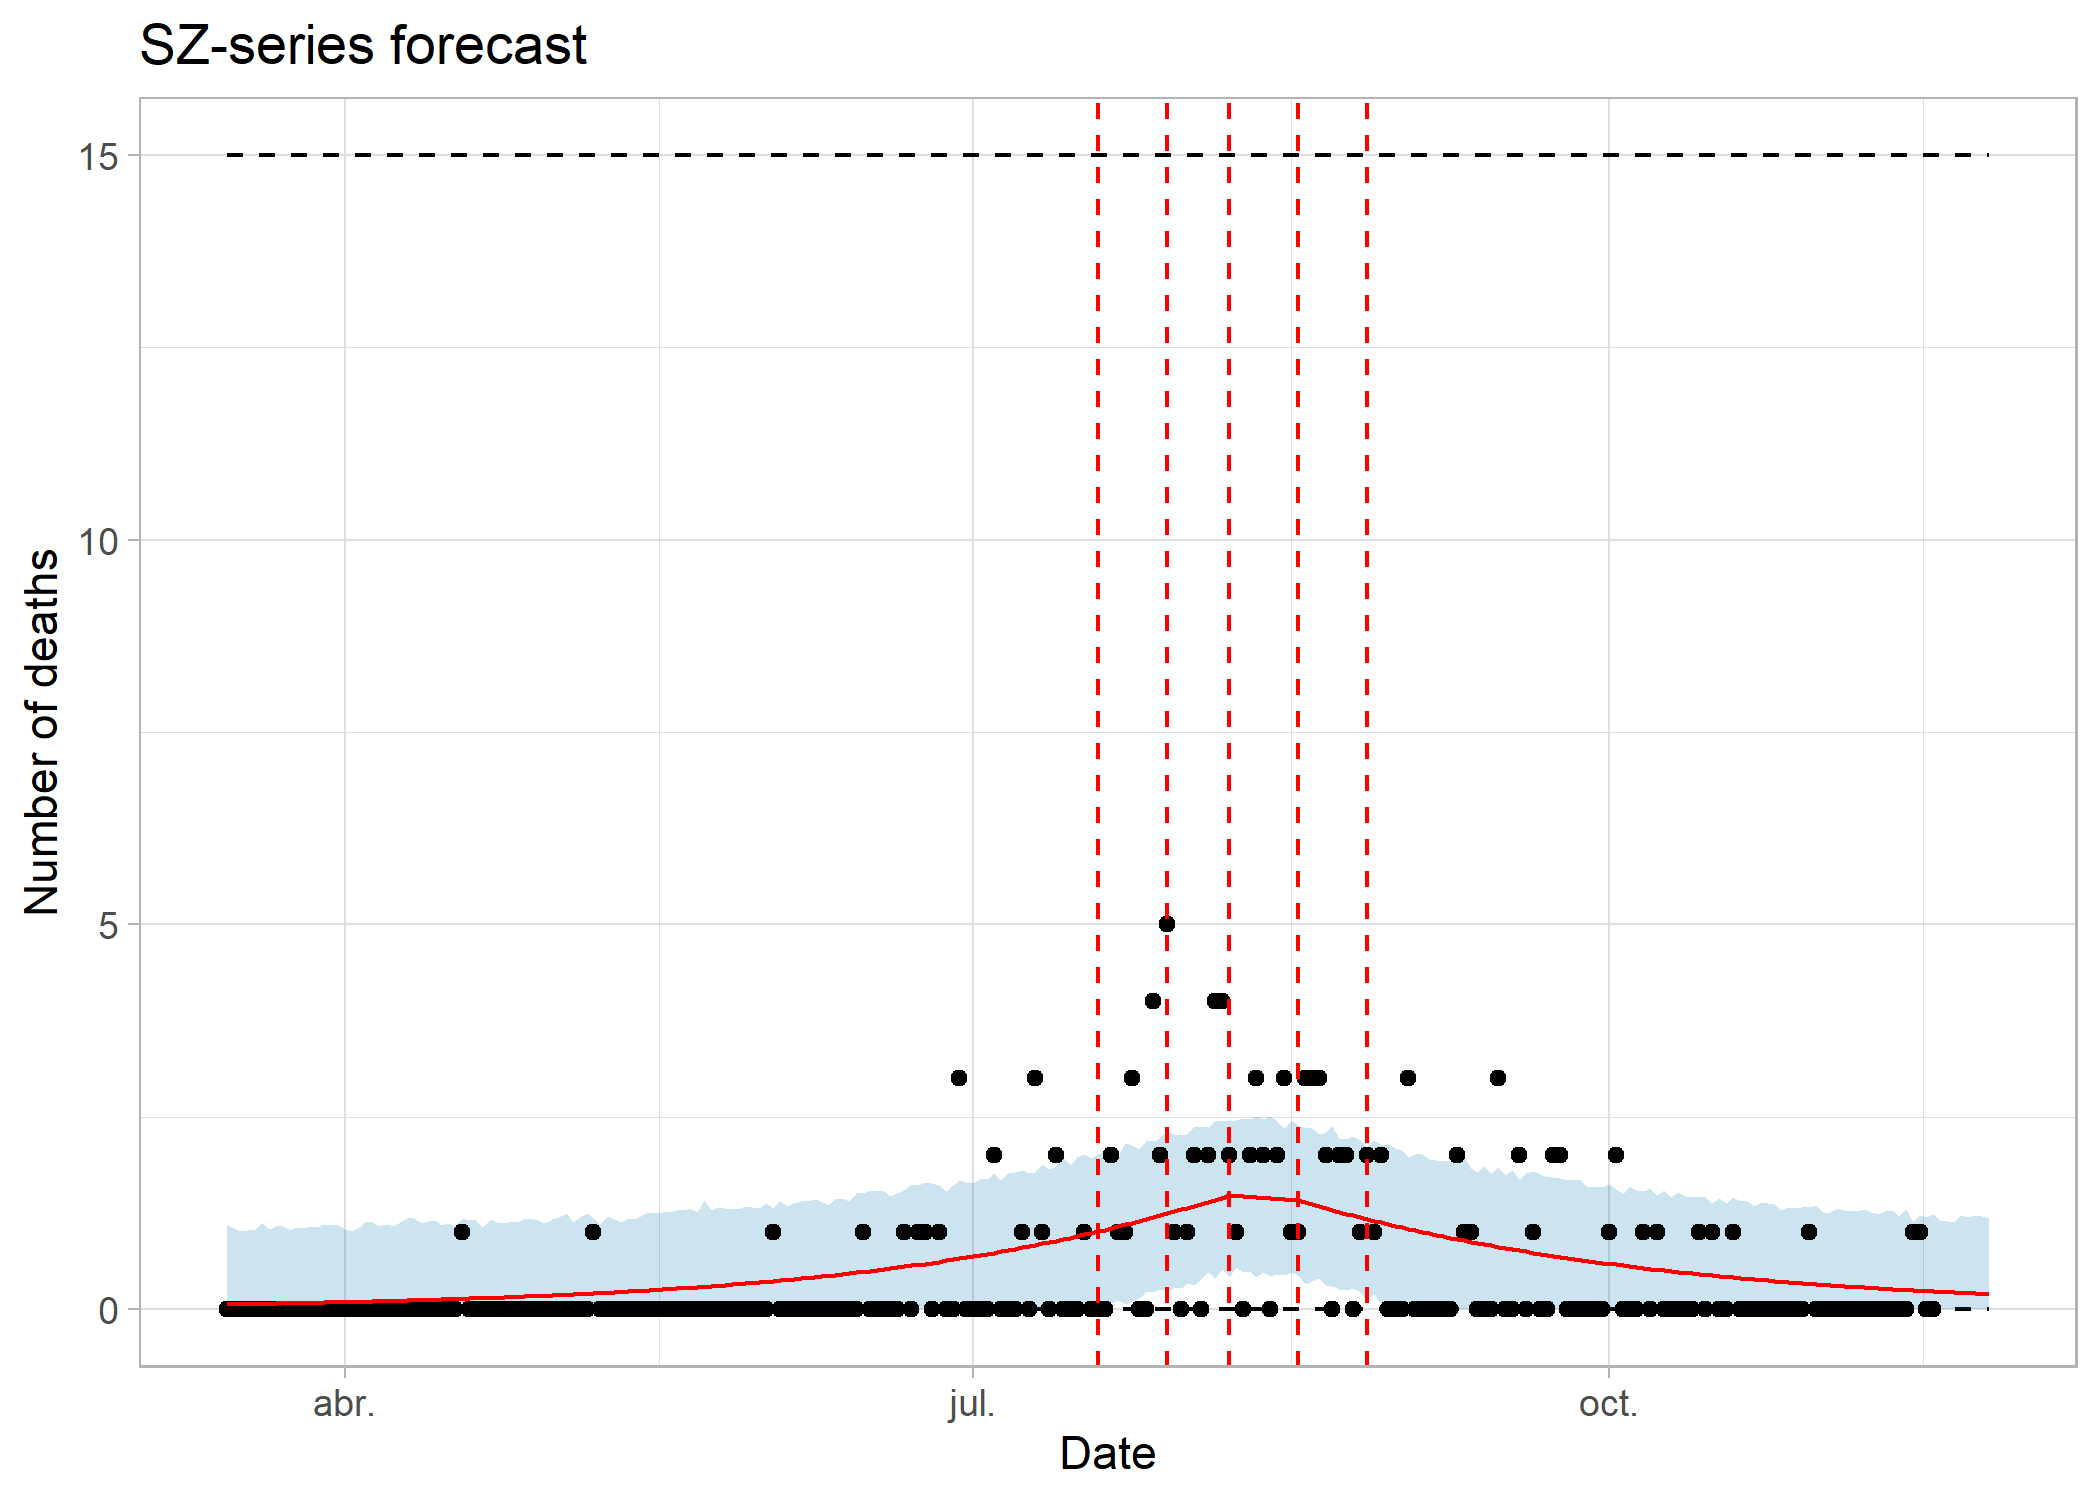 SZ-series forecast
15
10
5
0
Number of deaths
abr.
jul.
oct.
Date